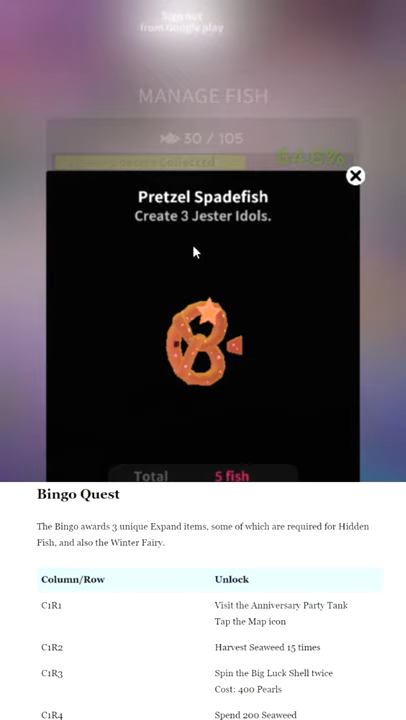 Sign out
from Google play
MANAGE FISH
30 / 105
64.8%
Pretzel Spadefish
Create 3 Jester Idols.
Total 5 fish
Bingo Quest
The Bingo awards 3 unique Expand items, some of which are required for Hidden
Fish, and also the Winter Fairy.
Column/Row Unlock
C1R1 Visit the Anniversary Party Tank
Tap the Map icon
C1R2 Harvest Seaweed 15 times
C1R3 Spin the Big Luck Shell twice
Cost: 400 Pearls
C1R4 Spend 200 Seaweed